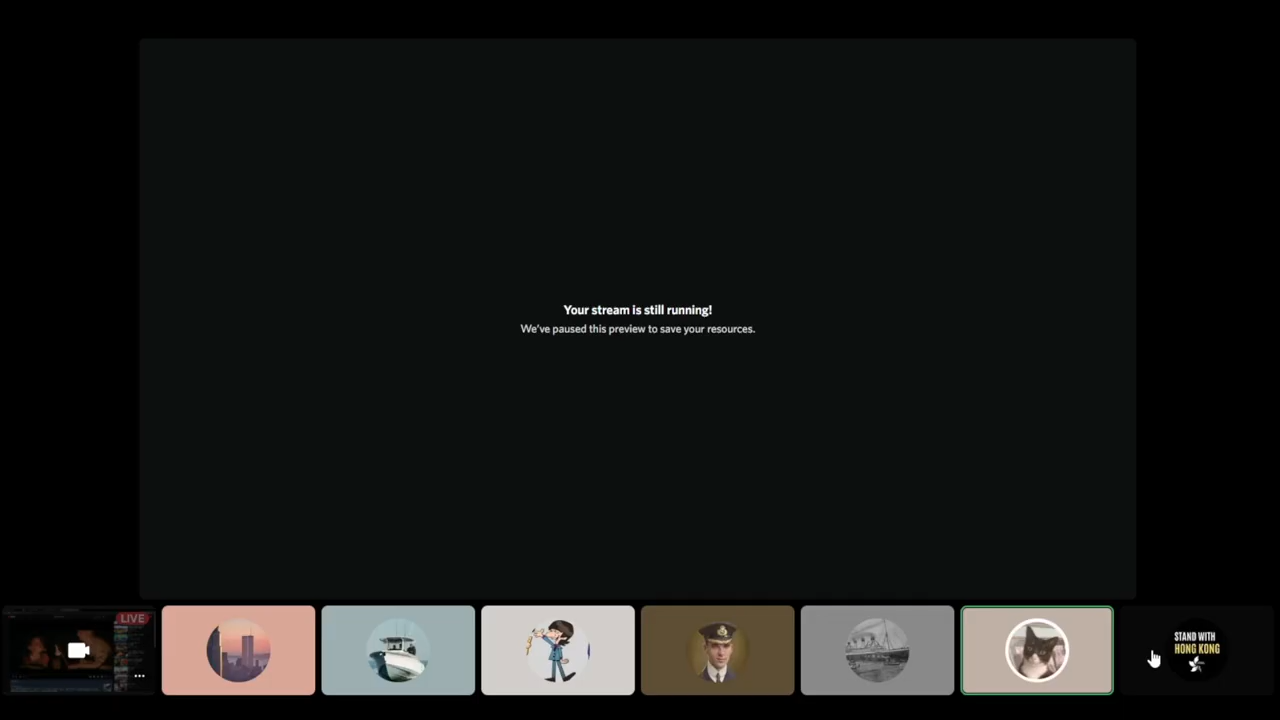 Your stream is still running!
We've paused this preview to save your resources.
LIVE
STAND WITH
HONG KONG